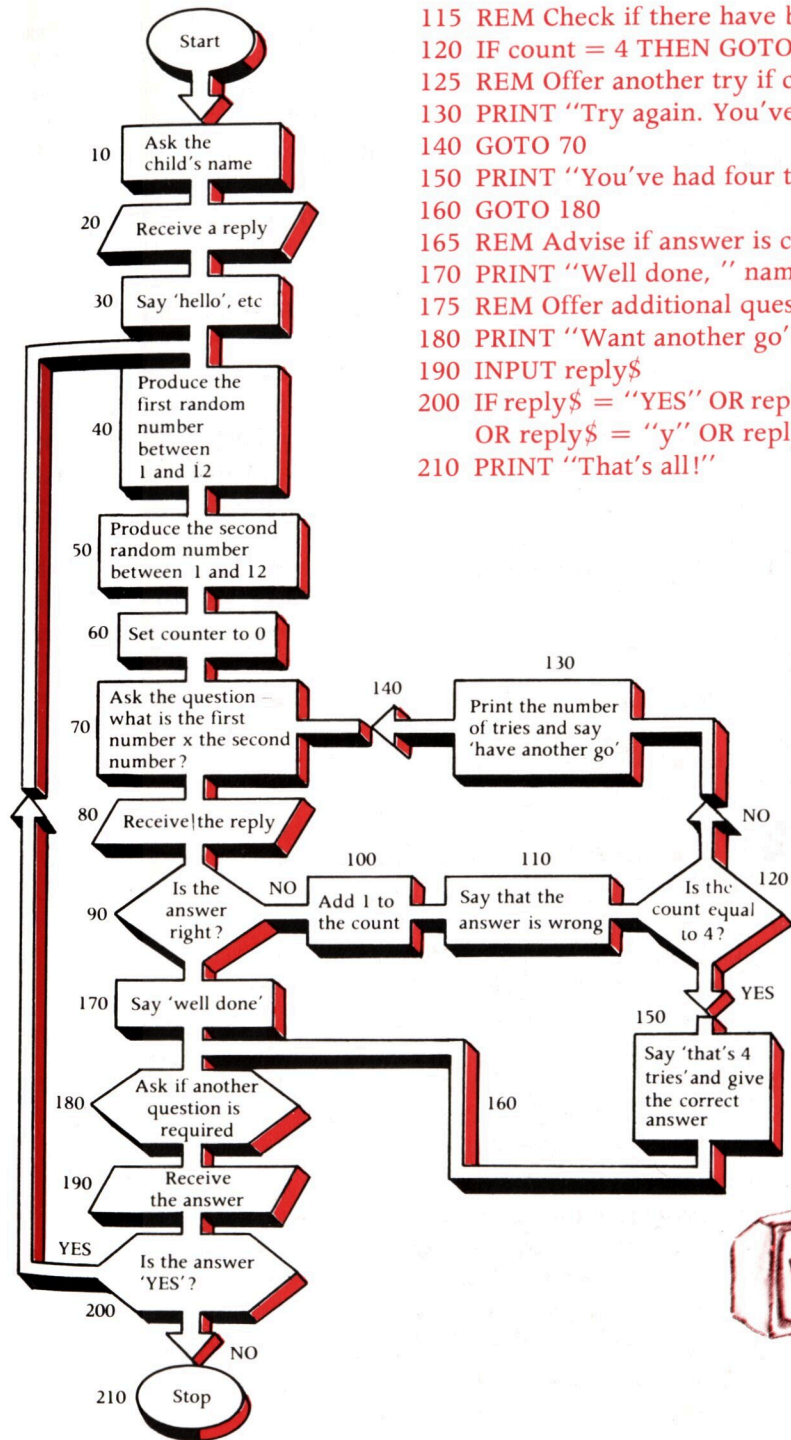 Start
10
Ask the
child's name
20
Receive a reply
30
Say 'hello', etc
40
Produce the
first random
number
between
1 and 12
50
Produce the second
random number
between 1 and 12
60
Set counter to 0
70
Ask the question –
what is the first
number x the second
number?
80
Receive the reply
90
Is the
answer
right?
NO
100
Add 1 to
the count
110
Say that the
answer is wrong
120
Is the
count equal
to 4?
NO
130
Print the number
of tries and say
'have another go'
140
YES
150
Say 'that's 4
tries' and give
the correct
answer
160
170
Say 'well done'
180
Ask if another
question is
required
190
Receive
the answer
200
Is the answer
'YES'?
YES
NO
210
Stop
115 REM Check if there have
120 IF count = 4 THEN GOTO
125 REM Offer another try if
130 PRINT "Try again. You've
140 GOTO 70
150 PRINT "You've had four
160 GOTO 180
165 REM Advise if answer is
170 PRINT "Well done, " nam
175 REM Offer additional ques
180 PRINT "Want another go"
190 INPUT reply$
200 IF reply$ = "YES" OR rep
OR reply$ = "y" OR repl
210 PRINT "That's all!"